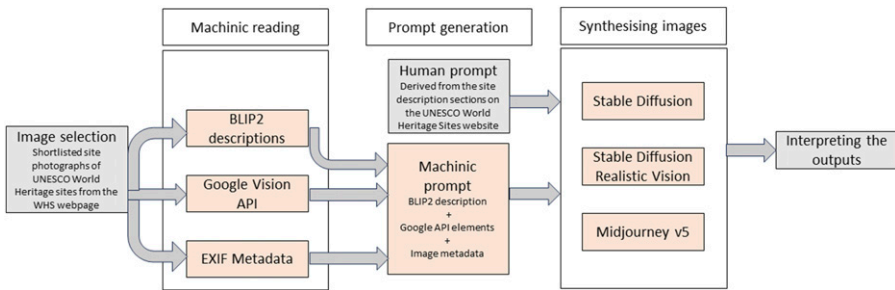 Machinic reading
Prompt generation
Synthesising images
Image selection
Shortlisted site
photographs of
UNESCO World
Heritage sites from the
WHS webpage
BLIP2
descriptions
Google Vision
API
EXIF Metadata
Human prompt
Derived from the site
description sections on
the UNESCO World
Heritage Sites website
Machinic
prompt
BLIP2 description
+
Google API elements
+
Image metadata
Stable Diffusion
Stable Diffusion
Realistic Vision
Midjourney v5
Interpreting the
outputs